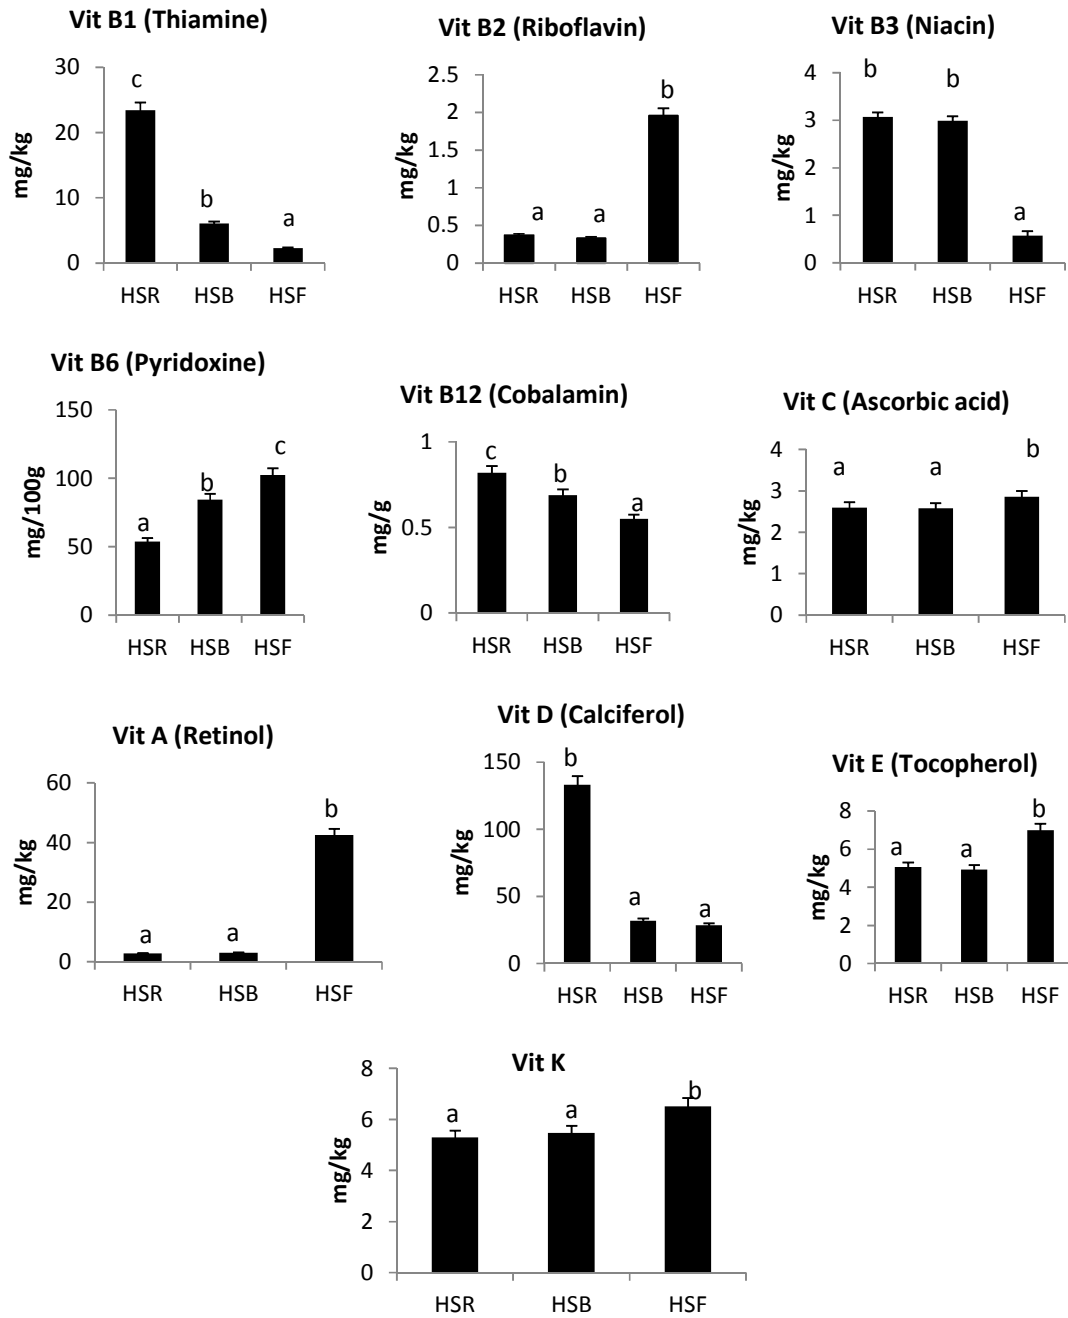 Vit B1 (Thiamine)
30
20
10
0
mg/kg
c
b
a
HSR HSB HSF
Vit B2 (Riboflavin)
2.5
2
1.5
1
0.5
0
mg/kg
a
a
b
HSR HSB HSF
Vit B3 (Niacin)
4
3
2
1
0
mg/kg
b
b
a
HSR HSB HSF
Vit B6 (Pyridoxine)
150
100
50
0
mg/100g
a
b
c
HSR HSB HSF
Vit B12 (Cobalamin)
1
0.5
0
mg/g
c
b
a
HSR HSB HSF
Vit C (Ascorbic acid)
4
3
2
1
0
mg/kg
a
a
b
HSR HSB HSF
Vit A (Retinol)
60
40
20
0
mg/kg
a
a
b
HSR HSB HSF
Vit D (Calciferol)
150
100
50
0
mg/kg
b
a
a
HSR HSB HSF
Vit E (Tocopherol)
8
6
4
2
0
mg/kg
a
a
b
HSR HSB HSF
Vit K
8
6
4
2
0
mg/kg
a
a
b
HSR HSB HSF